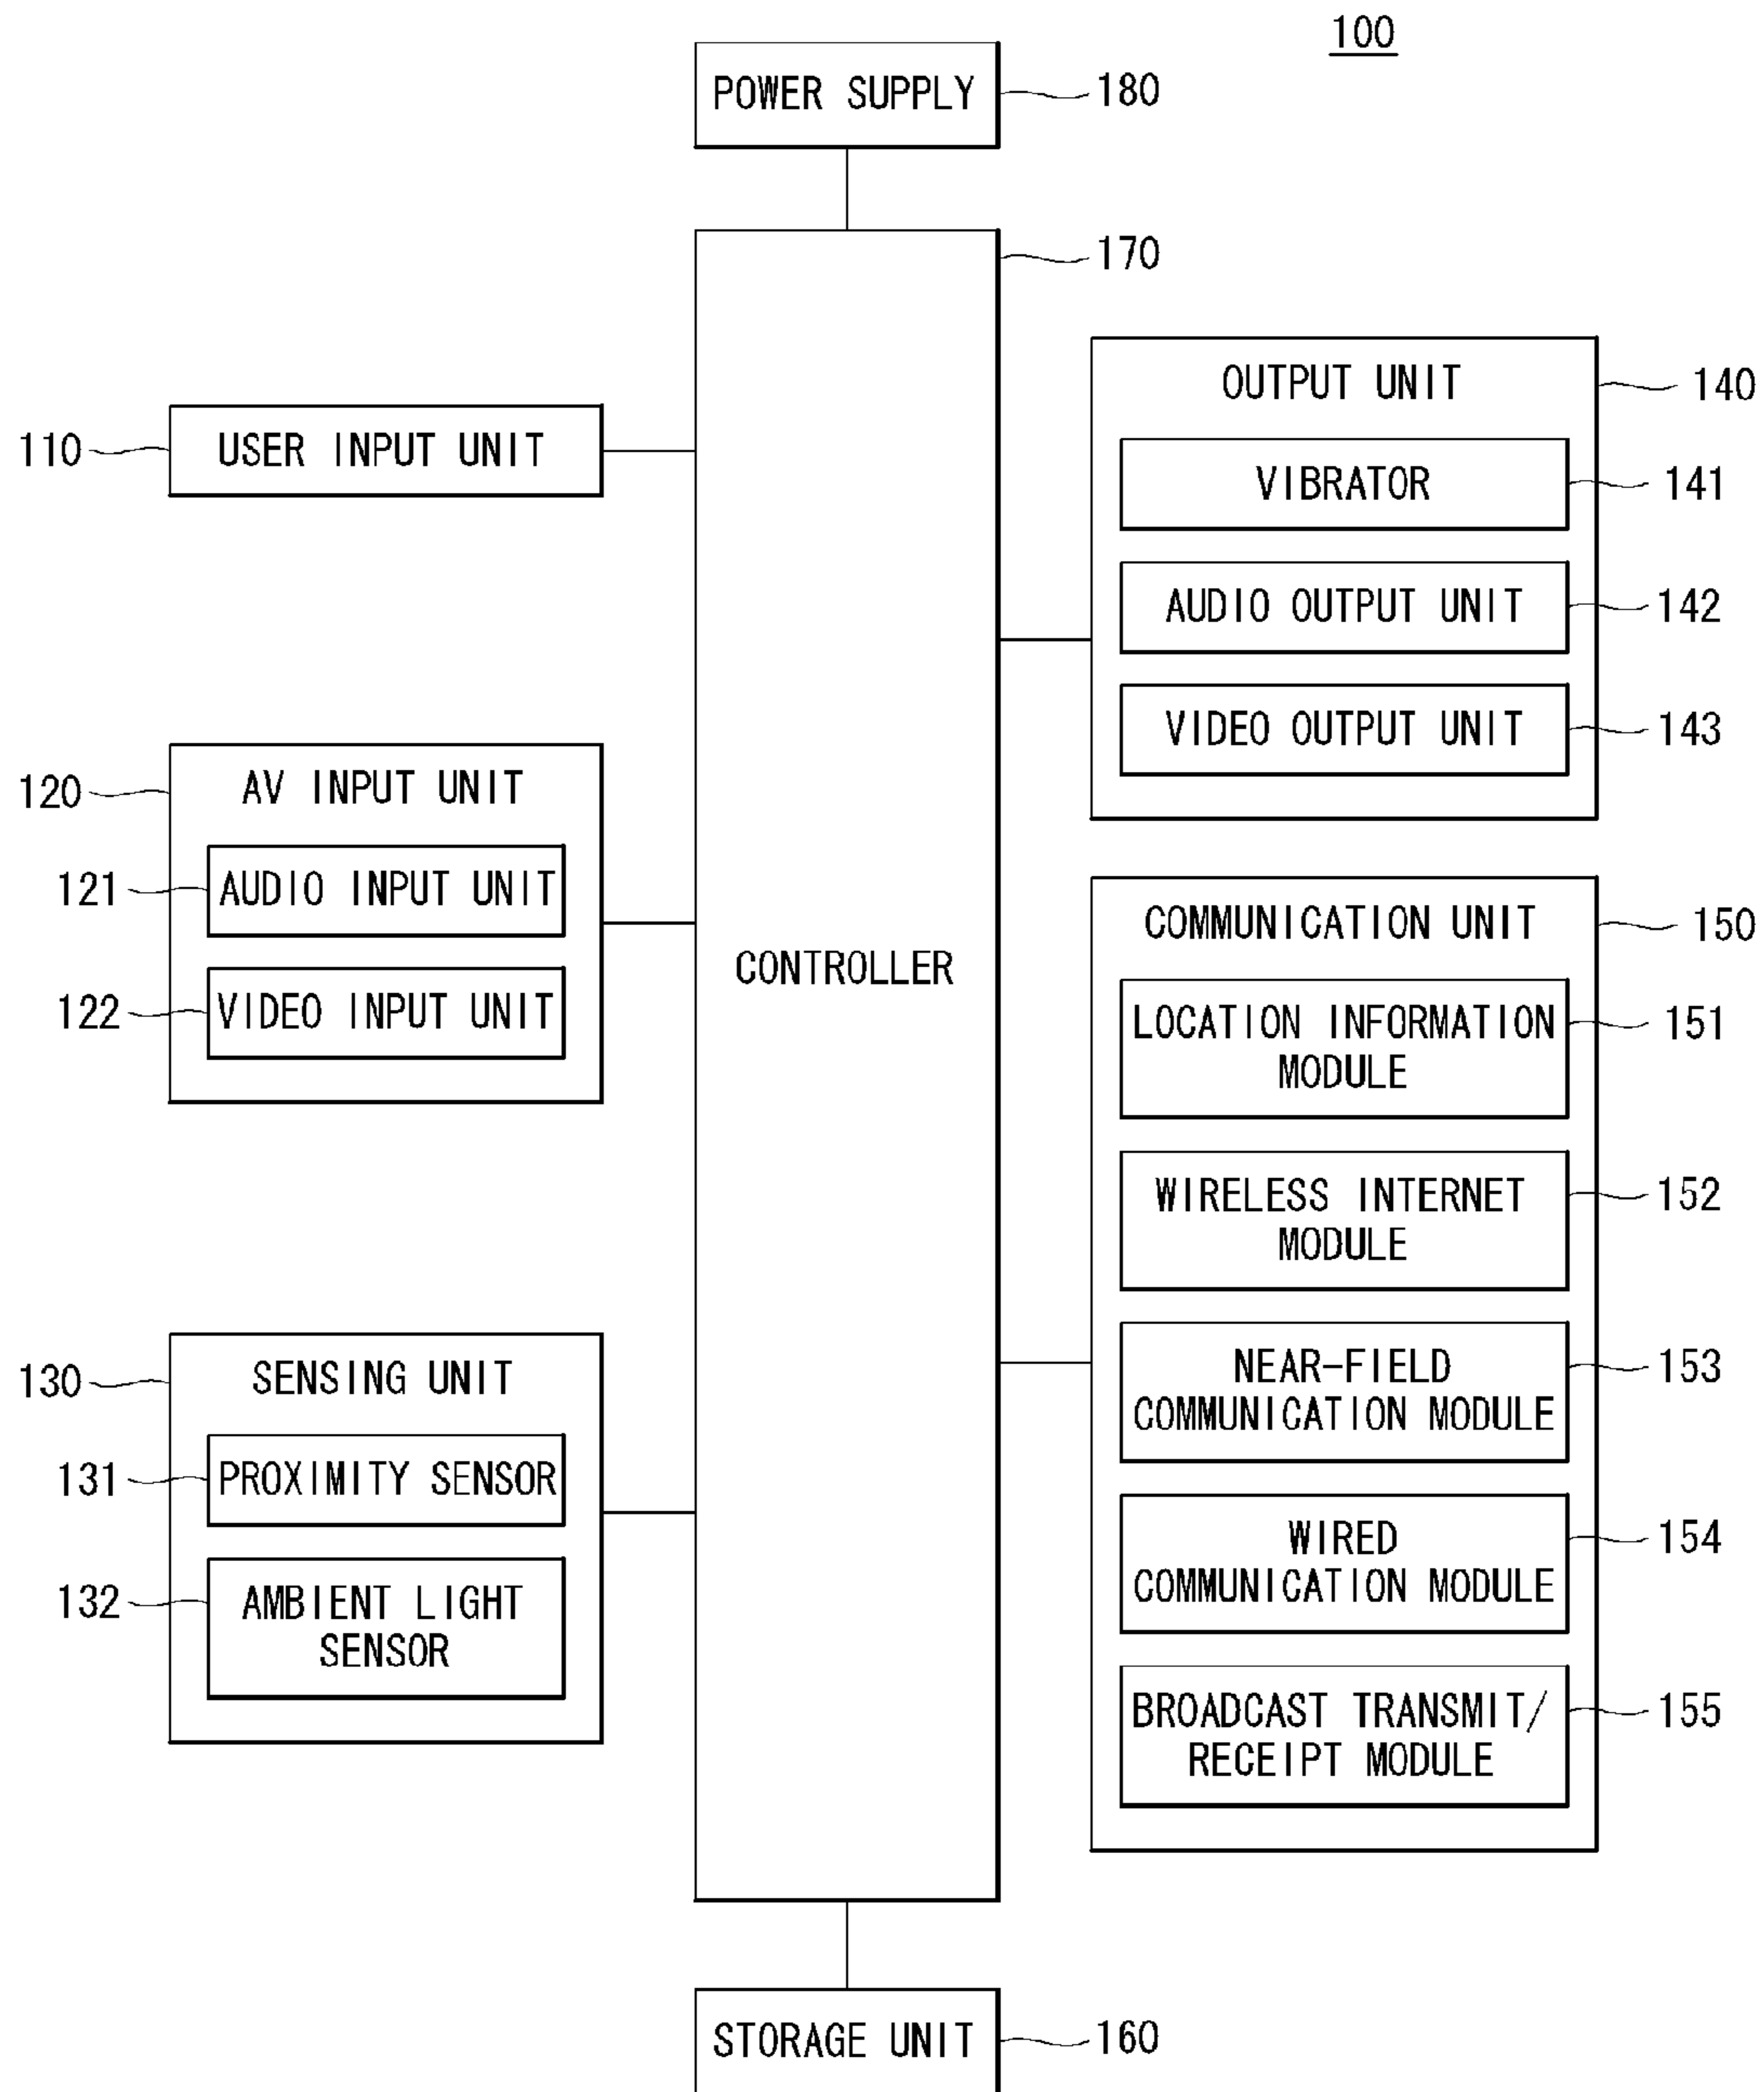 100
POWER SUPPLY
180
170
CONTROLLER
110
USER INPUT UNIT
120
AV INPUT UNIT
121
AUDIO INPUT UNIT
122
VIDEO INPUT UNIT
130
SENSING UNIT
131
PROXIMITY SENSOR
132
AMBIENT LIGHT
SENSOR
OUTPUT UNIT
140
VIBRATOR
141
AUDIO OUTPUT UNIT
142
VIDEO OUTPUT UNIT
143
COMMUNICATION UNIT
150
LOCATION INFORMATION
MODULE
151
WIRELESS INTERNET
MODULE
152
NEAR-FIELD
COMMUNICATION MODULE
153
WIRED
COMMUNICATION MODULE
154
BROADCAST TRANSMIT/
RECEIPT MODULE
155
STORAGE UNIT
160